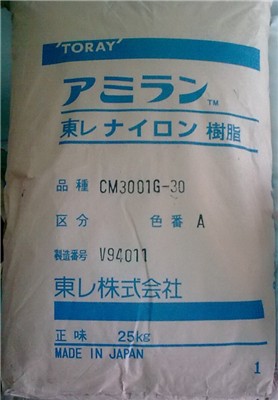 'TORAY'
アミラン™
東レ ナイロン 樹脂
品種 CM3001G-30
区分 色番 A
製造番号 V94011
東レ株式会社
正味 25kg
MADE IN JAPAN
1